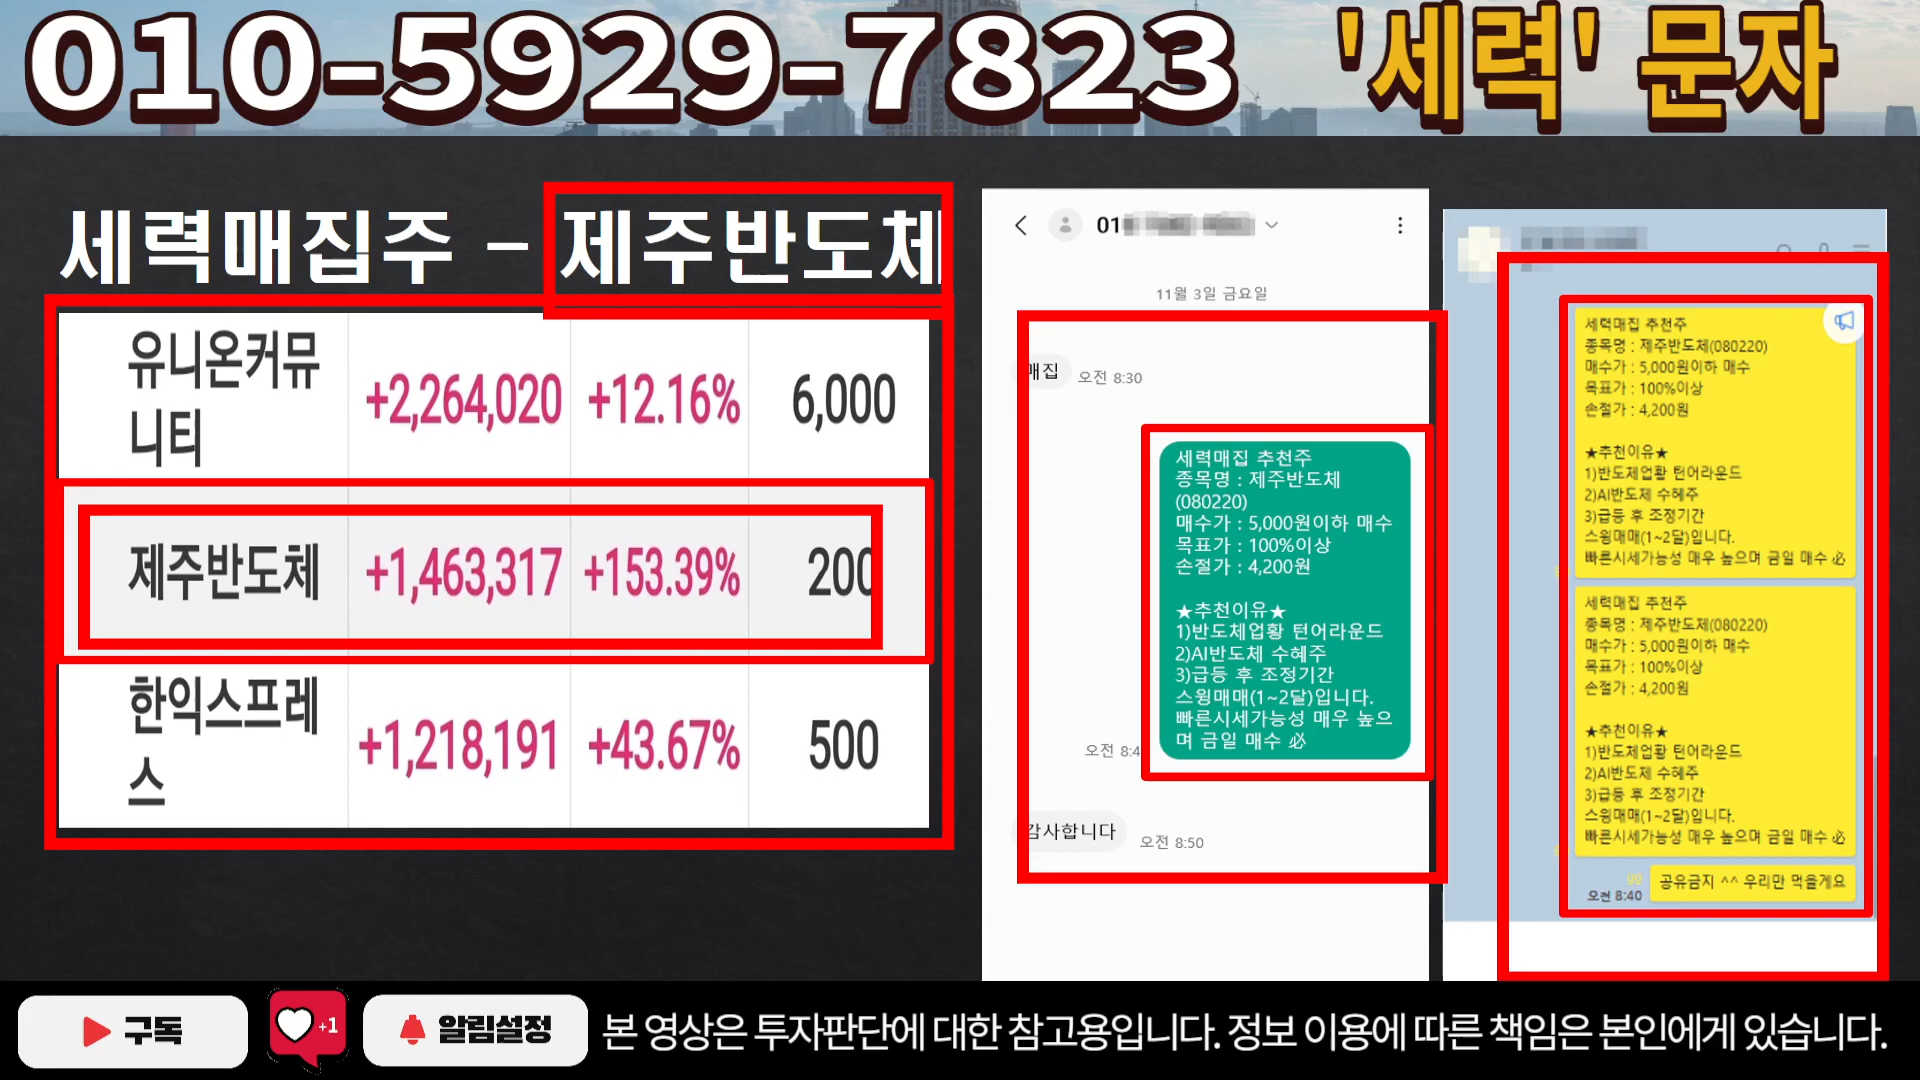 010-5929-7823 '세력' 문자
세력매집주 - 제주반도체
유니온커뮤
니티
+2,264,020 +12.16% 6,000
제주반도체 +1,463,317 +153.39% 200
한익스프레
스
+1,218,191 +43.67% 500
01
11월 3일 금요일
매집 오전 8:30
세력매집 추천주
종목명 : 제주반도체
(080220)
매수가 : 5,000원이하 매수
목표가 : 100%이상
손절가 : 4,200원
★추천이유★
1)반도체업황 턴어라운드
2)AI반도체 수혜주
3)급등 후 조정기간
스윙매매(1~2달)입니다.
빠른시세가능성 매우 높으
며 금일 매수 必
오전 8:4
감사합니다 오전 8:50
세력매집 추천주
종목명 : 제주반도체(080220)
매수가 : 5,000원이하 매수
목표가 : 100%이상
손절가 : 4,200원
★추천이유★
1)반도체업황 턴어라운드
2)AI반도체 수혜주
3)급등 후 조정기간
스윙매매(1~2달)입니다.
빠른시세가능성 매우 높으며 금일 매수 必
세력매집 추천주
종목명 : 제주반도체(080220)
매수가 : 5,000원이하 매수
목표가 : 100%이상
손절가 : 4,200원
★추천이유★
1)반도체업황 턴어라운드
2)AI반도체 수혜주
3)급등 후 조정기간
스윙매매(1~2달)입니다.
빠른시세가능성 매우 높으며 금일 매수 必
오전 8:40 공유금지 ^^ 우리만 먹을게요
구독 +1 알림설정 본 영상은 투자판단에 대한 참고용입니다. 정보 이용에 따른 책임은 본인에게 있습니다.